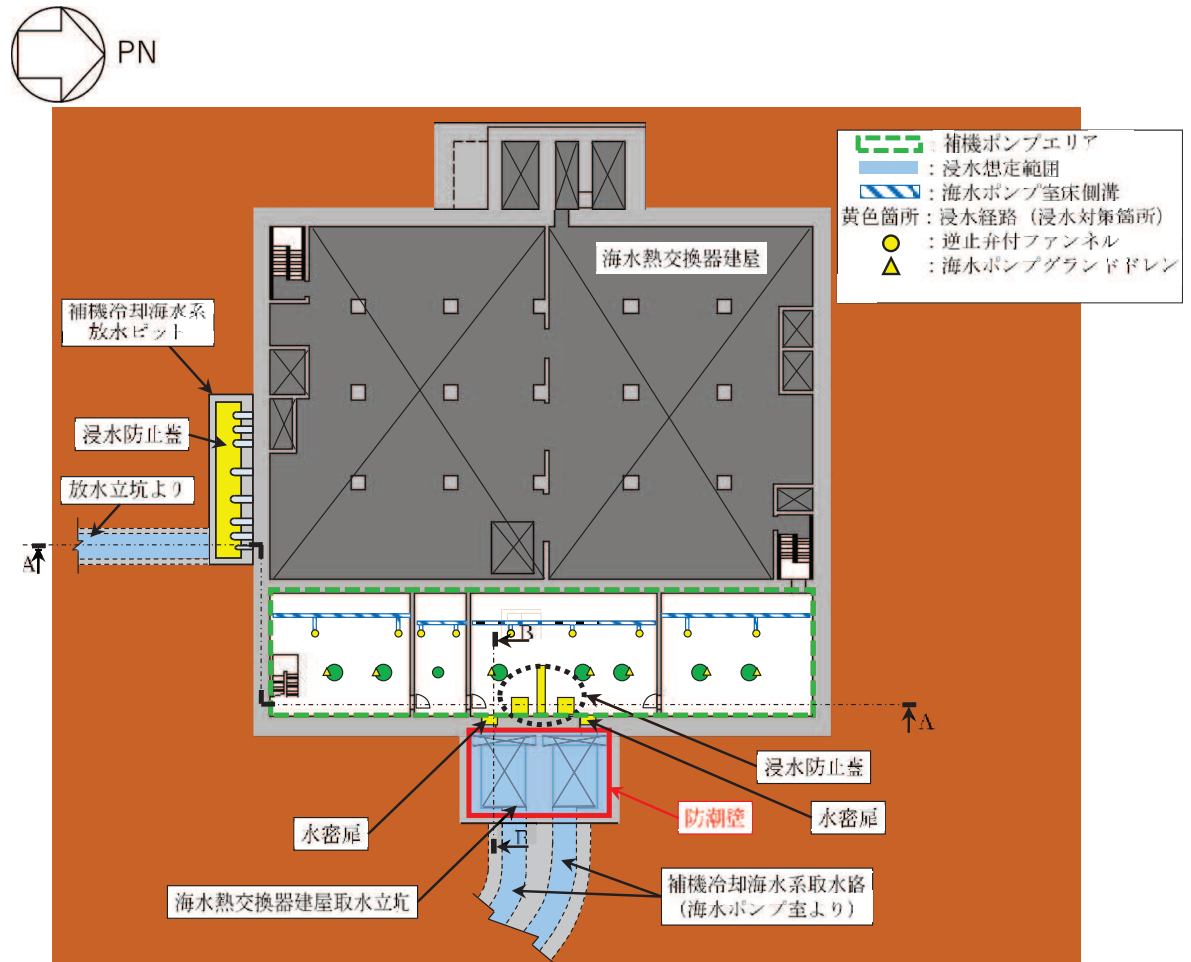 PN
：補機ポンプエリア
：浸水想定範囲
：海水ポンプ室床側溝
黄色箇所：浸水経路（浸水対策箇所）
：逆止弁付ファンネル
：海水ポンプグランドドレン
海水熱交換器建屋
補機冷却海水系
放水ピット
浸水防止蓋
放水立坑より
A
B
A
浸水防止蓋
防潮壁
水密扉
水密扉
B
海水熱交換器建屋取水立坑
補機冷却海水系取水路
（海水ポンプ室より）